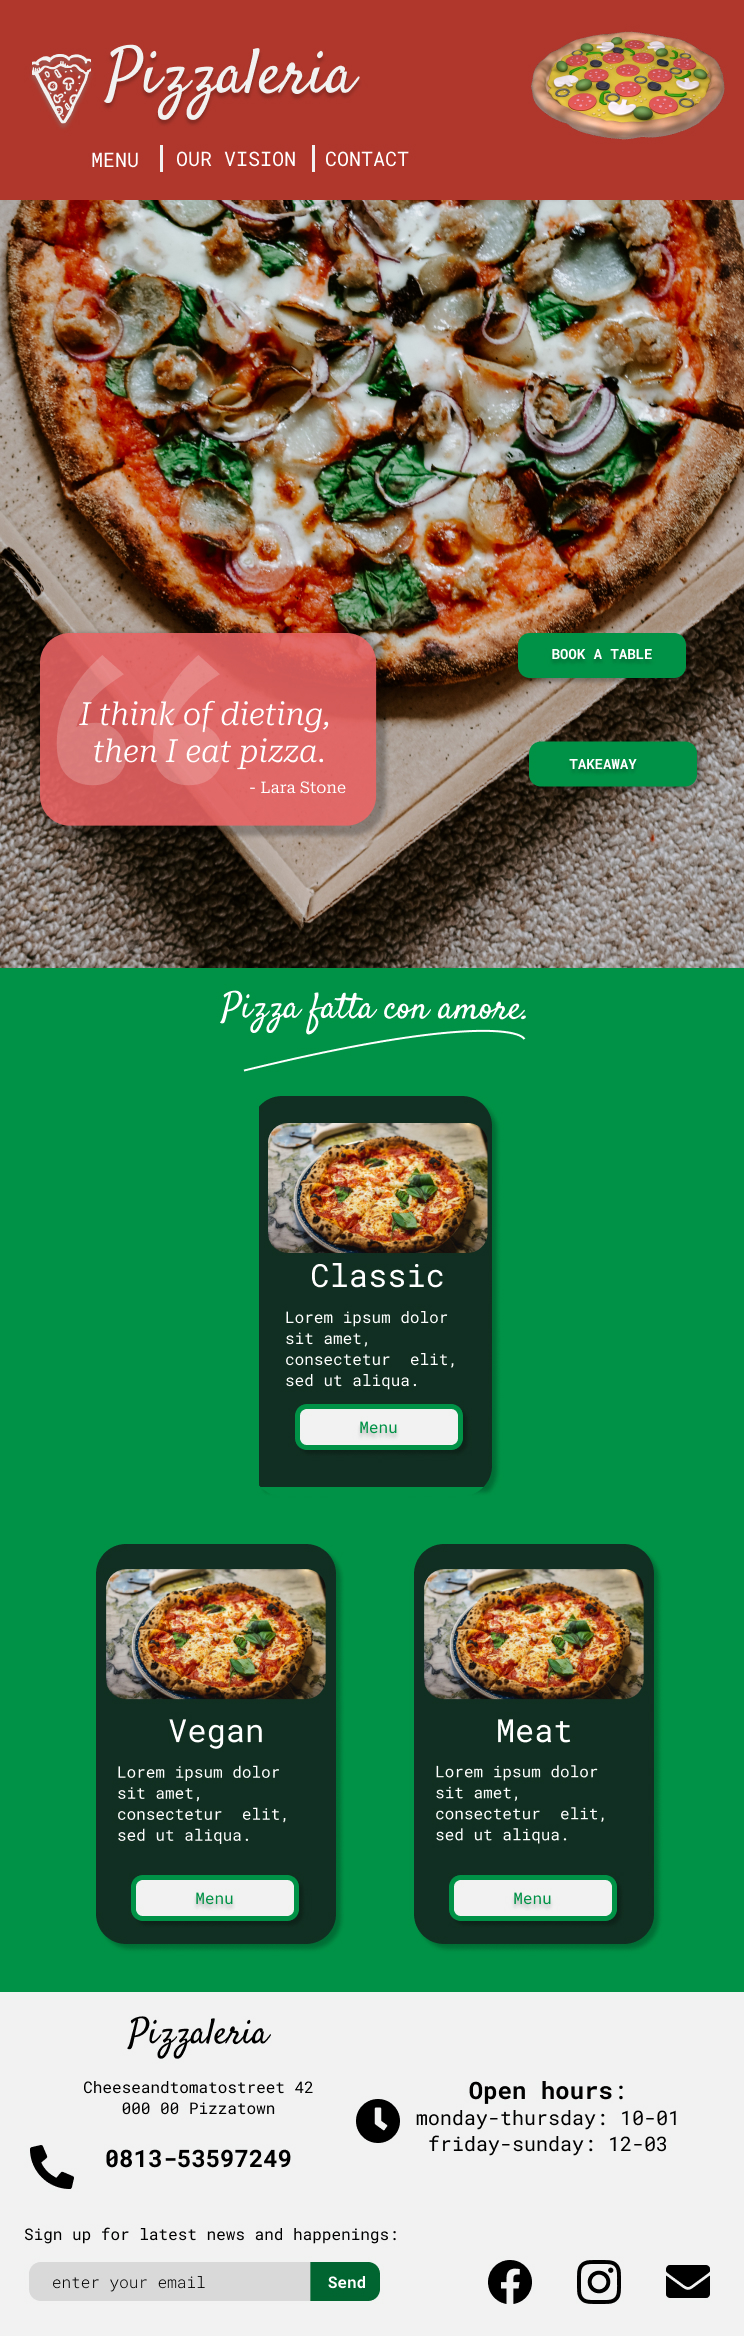 Pizzaleria
MENU
OUR VISION
CONTACT
I think of dieting,
then I eat pizza.
- Lara Stone
BOOK A TABLE
TAKEAWAY
Pizza fatta con amore.
Classic
Lorem ipsum dolor
sit amet,
consectetur  elit,
sed ut aliqua.
Menu
Vegan
Lorem ipsum dolor
sit amet,
consectetur  elit,
sed ut aliqua.
Menu
Meat
Lorem ipsum dolor
sit amet,
consectetur  elit,
sed ut aliqua.
Menu
Pizzaleria
Cheeseandtomatostreet 42
000 00 Pizzatown
0813-53597249
Open hours:
monday-thursday: 10-01
friday-sunday: 12-03
Sign up for latest news and happenings:
enter your email
Send